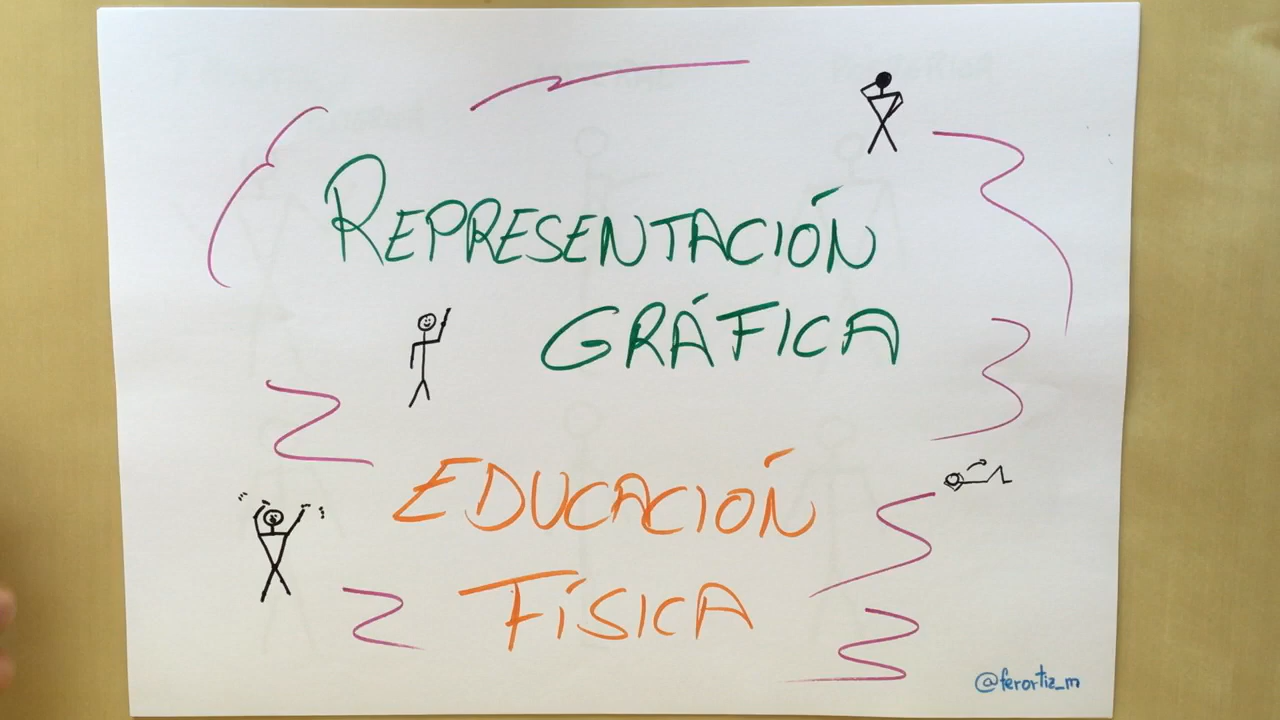 REPRESENTACIÓN
GRÁFICA
EDUCACIÓN
FÍSICA
@ferortiz_m